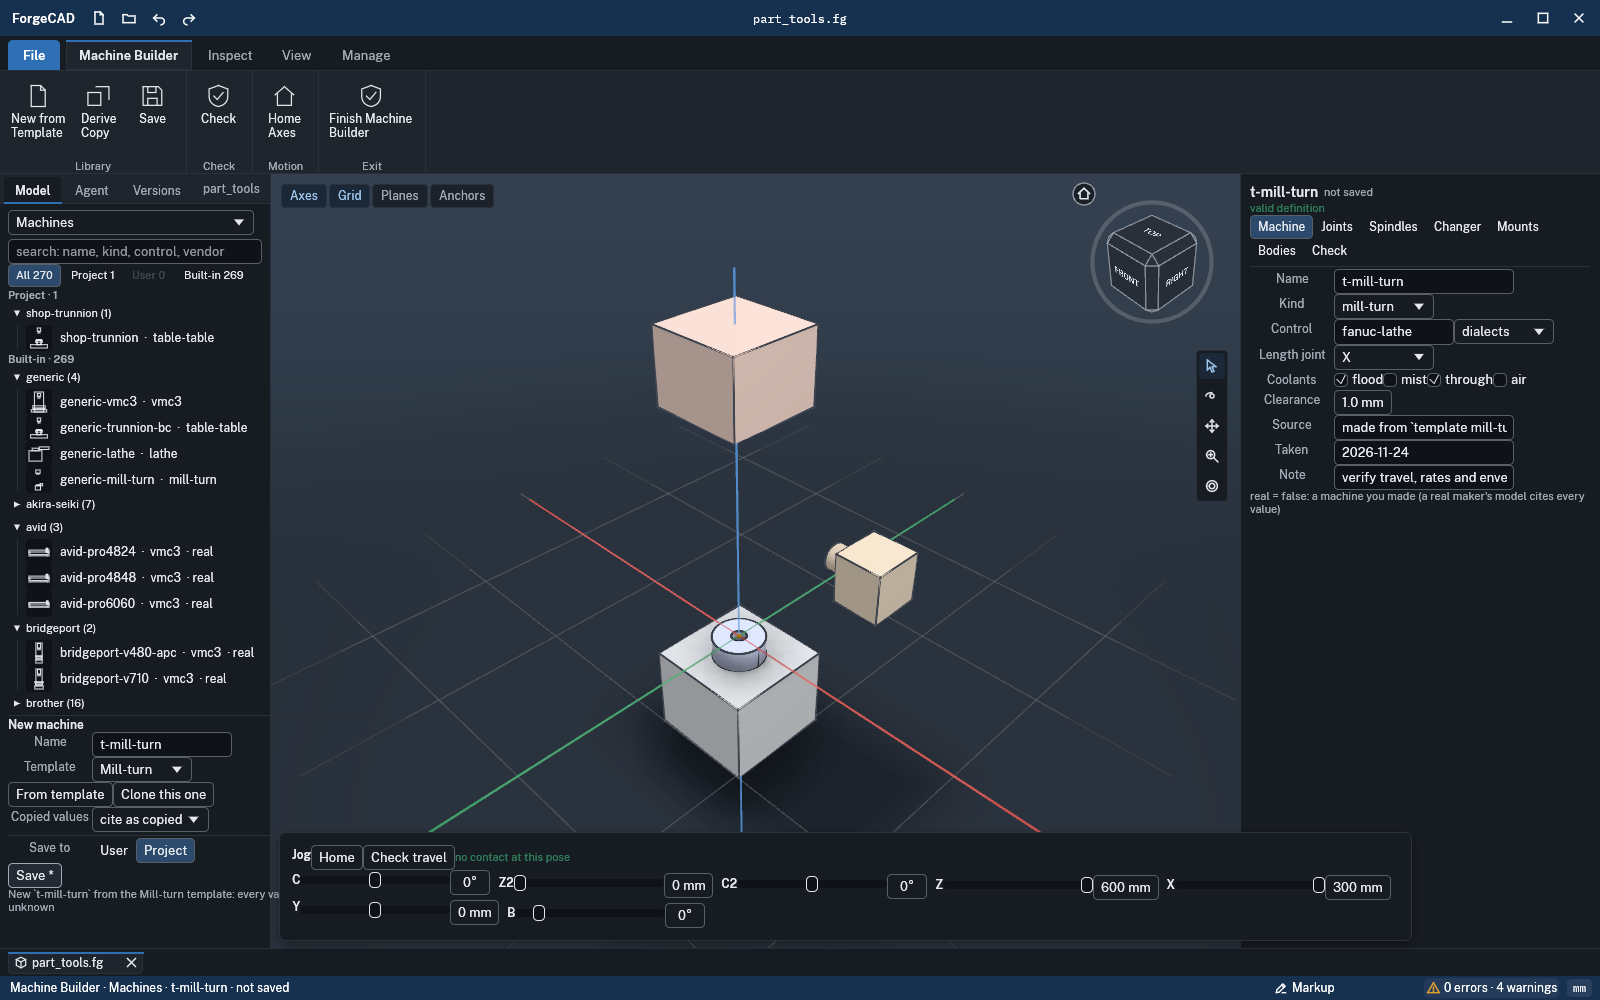 ForgeCAD
part_tools.fg
File
Machine Builder
Inspect
View
Manage
New from Template
Derive Copy
Save
Check
Home Axes
Finish Machine Builder
Library
Check
Motion
Exit
Model
Agent
Versions
part_tools
Machines
search: name, kind, control, vendor
All 270
Project 1
User 0
Built-in 269
Project · 1
shop-trunnion (1)
shop-trunnion · table-table
Built-in · 269
generic (4)
generic-vmc3 · vmc3
generic-trunnion-bc · table-table
generic-lathe · lathe
generic-mill-turn · mill-turn
akira-seiki (7)
avid (3)
avid-pro4824 · vmc3 · real
avid-pro4848 · vmc3 · real
avid-pro6060 · vmc3 · real
bridgeport (2)
bridgeport-v480-apc · vmc3 · real
bridgeport-v710 · vmc3 · real
brother (16)
New machine
Name
t-mill-turn
Template
Mill-turn
From template
Clone this one
Copied values
cite as copied
Save to
User
Project
Save *
New `t-mill-turn` from the Mill-turn template: every va
unknown
Axes
Grid
Planes
Anchors
TOP
FRONT
RIGHT
Jog
Home
Check travel
no contact at this pose
C
0°
Z2
0 mm
C2
0°
Z
600 mm
X
300 mm
Y
0 mm
B
0°
t-mill-turn not saved
valid definition
Machine
Joints
Spindles
Changer
Mounts
Bodies
Check
Name
t-mill-turn
Kind
mill-turn
Control
fanuc-lathe
dialects
Length joint
X
Coolants
flood
mist
through
air
Clearance
1.0 mm
Source
made from `template mill-tu
Taken
2026-11-24
Note
verify travel, rates and enve
real = false: a machine you made (a real maker's model cites every
value)
part_tools.fg
Machine Builder · Machines · t-mill-turn · not saved
Markup
0 errors · 4 warnings
mm